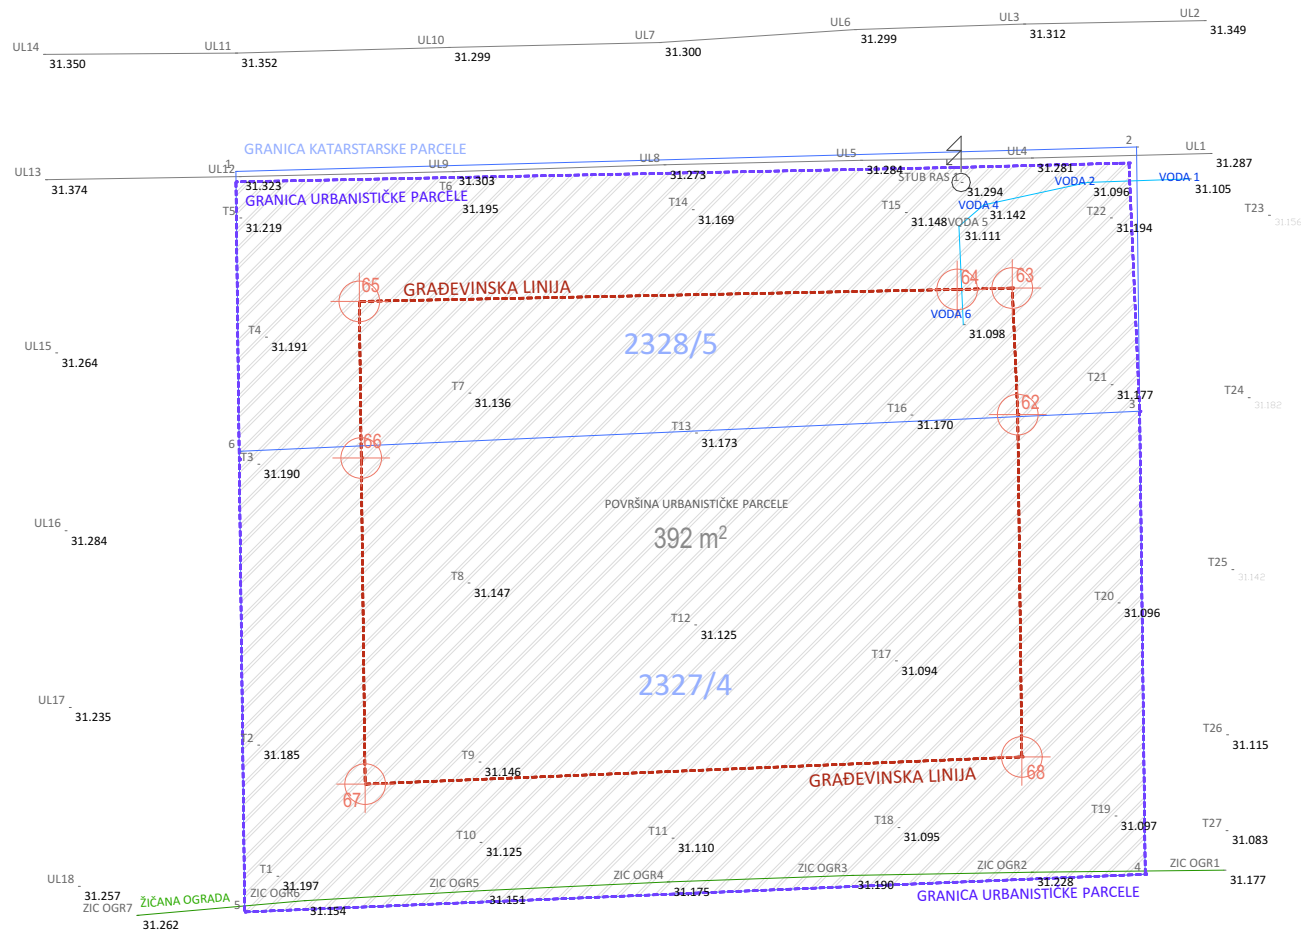 UL14
31.350
UL11
31.352
UL10
31.299
UL7
31.300
UL6
31.299
UL3
31.312
UL2
31.349
GRANICA KATARSTARSKE PARCELE
1
2
UL13
31.374
UL12
31.323
UL9
31.303
UL8
31.273
UL5
31.284
UL4
31.281
UL1
31.287
GRANICA URBANISTIČKE PARCELE
STUB RAS 1
31.294
VODA 2
31.096
VODA 1
31.105
T6
31.195
T5
31.219
T14
31.169
T15
31.148
VODA 4
31.142
VODA 5
31.111
T22
31.194
T23
31.156
65
GRAĐEVINSKA LINIJA
64
63
VODA 6
31.098
T4
31.191
2328/5
UL15
31.264
T7
31.136
T21
31.177
T24
31.182
T16
31.170
62
3
T13
31.173
6
66
T3
31.190
POVRŠINA URBANISTIČKE PARCELE
392 m²
UL16
31.284
T8
31.147
T25
31.142
T20
31.096
T12
31.125
T17
31.094
2327/4
UL17
31.235
T2
31.185
T9
31.146
T26
31.115
GRAĐEVINSKA LINIJA
68
67
T10
31.125
T11
31.110
T18
31.095
T19
31.097
T27
31.083
T1
31.197
UL18
31.257
ZIC OGR7
31.262
ŽIČANA OGRADA
5
ZIC OGR6
31.154
ZIC OGR5
31.151
ZIC OGR4
31.175
ZIC OGR3
31.190
ZIC OGR2
31.228
4
ZIC OGR1
31.177
GRANICA URBANISTIČKE PARCELE